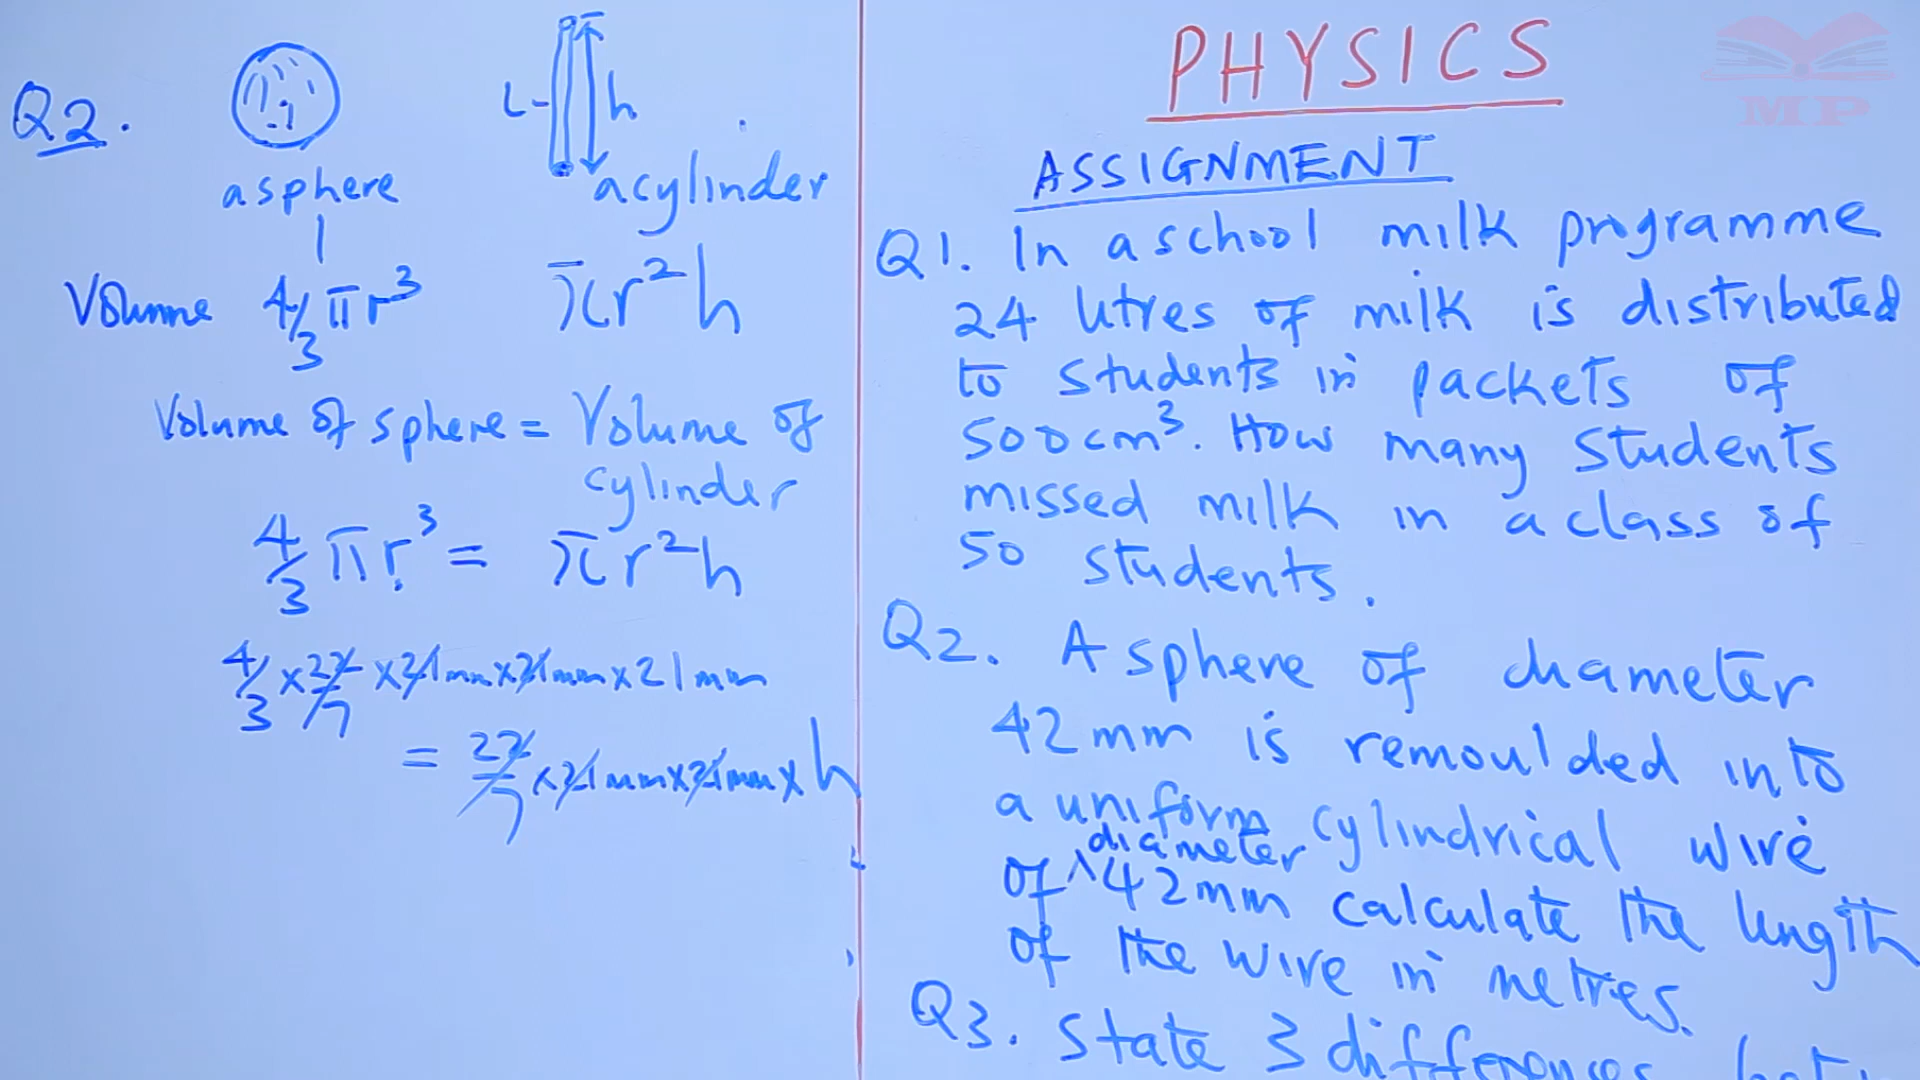 Q2.
L- h
a sphere
a cylinder
Volume 4/3 πr³ πr²h
Volume of sphere = Volume of
cylinder
4/3 πr³ = πr²h
4/3 x 22/7 x 21mm x 21mm x 21mm
= 22/7 x 21mm x 21mm x h
PHYSICS
MP
ASSIGNMENT
Q1. In a school milk programme
24 litres of milk is distributed
to students in packets of
500cm³. How many students
missed milk in a class of
50 students.
Q2. A sphere of diameter
42mm is remoulded into
a uniform cylindrical wire
of ^diameter 42mm calculate the length
of the wire in metres.
Q3. State 3 differences